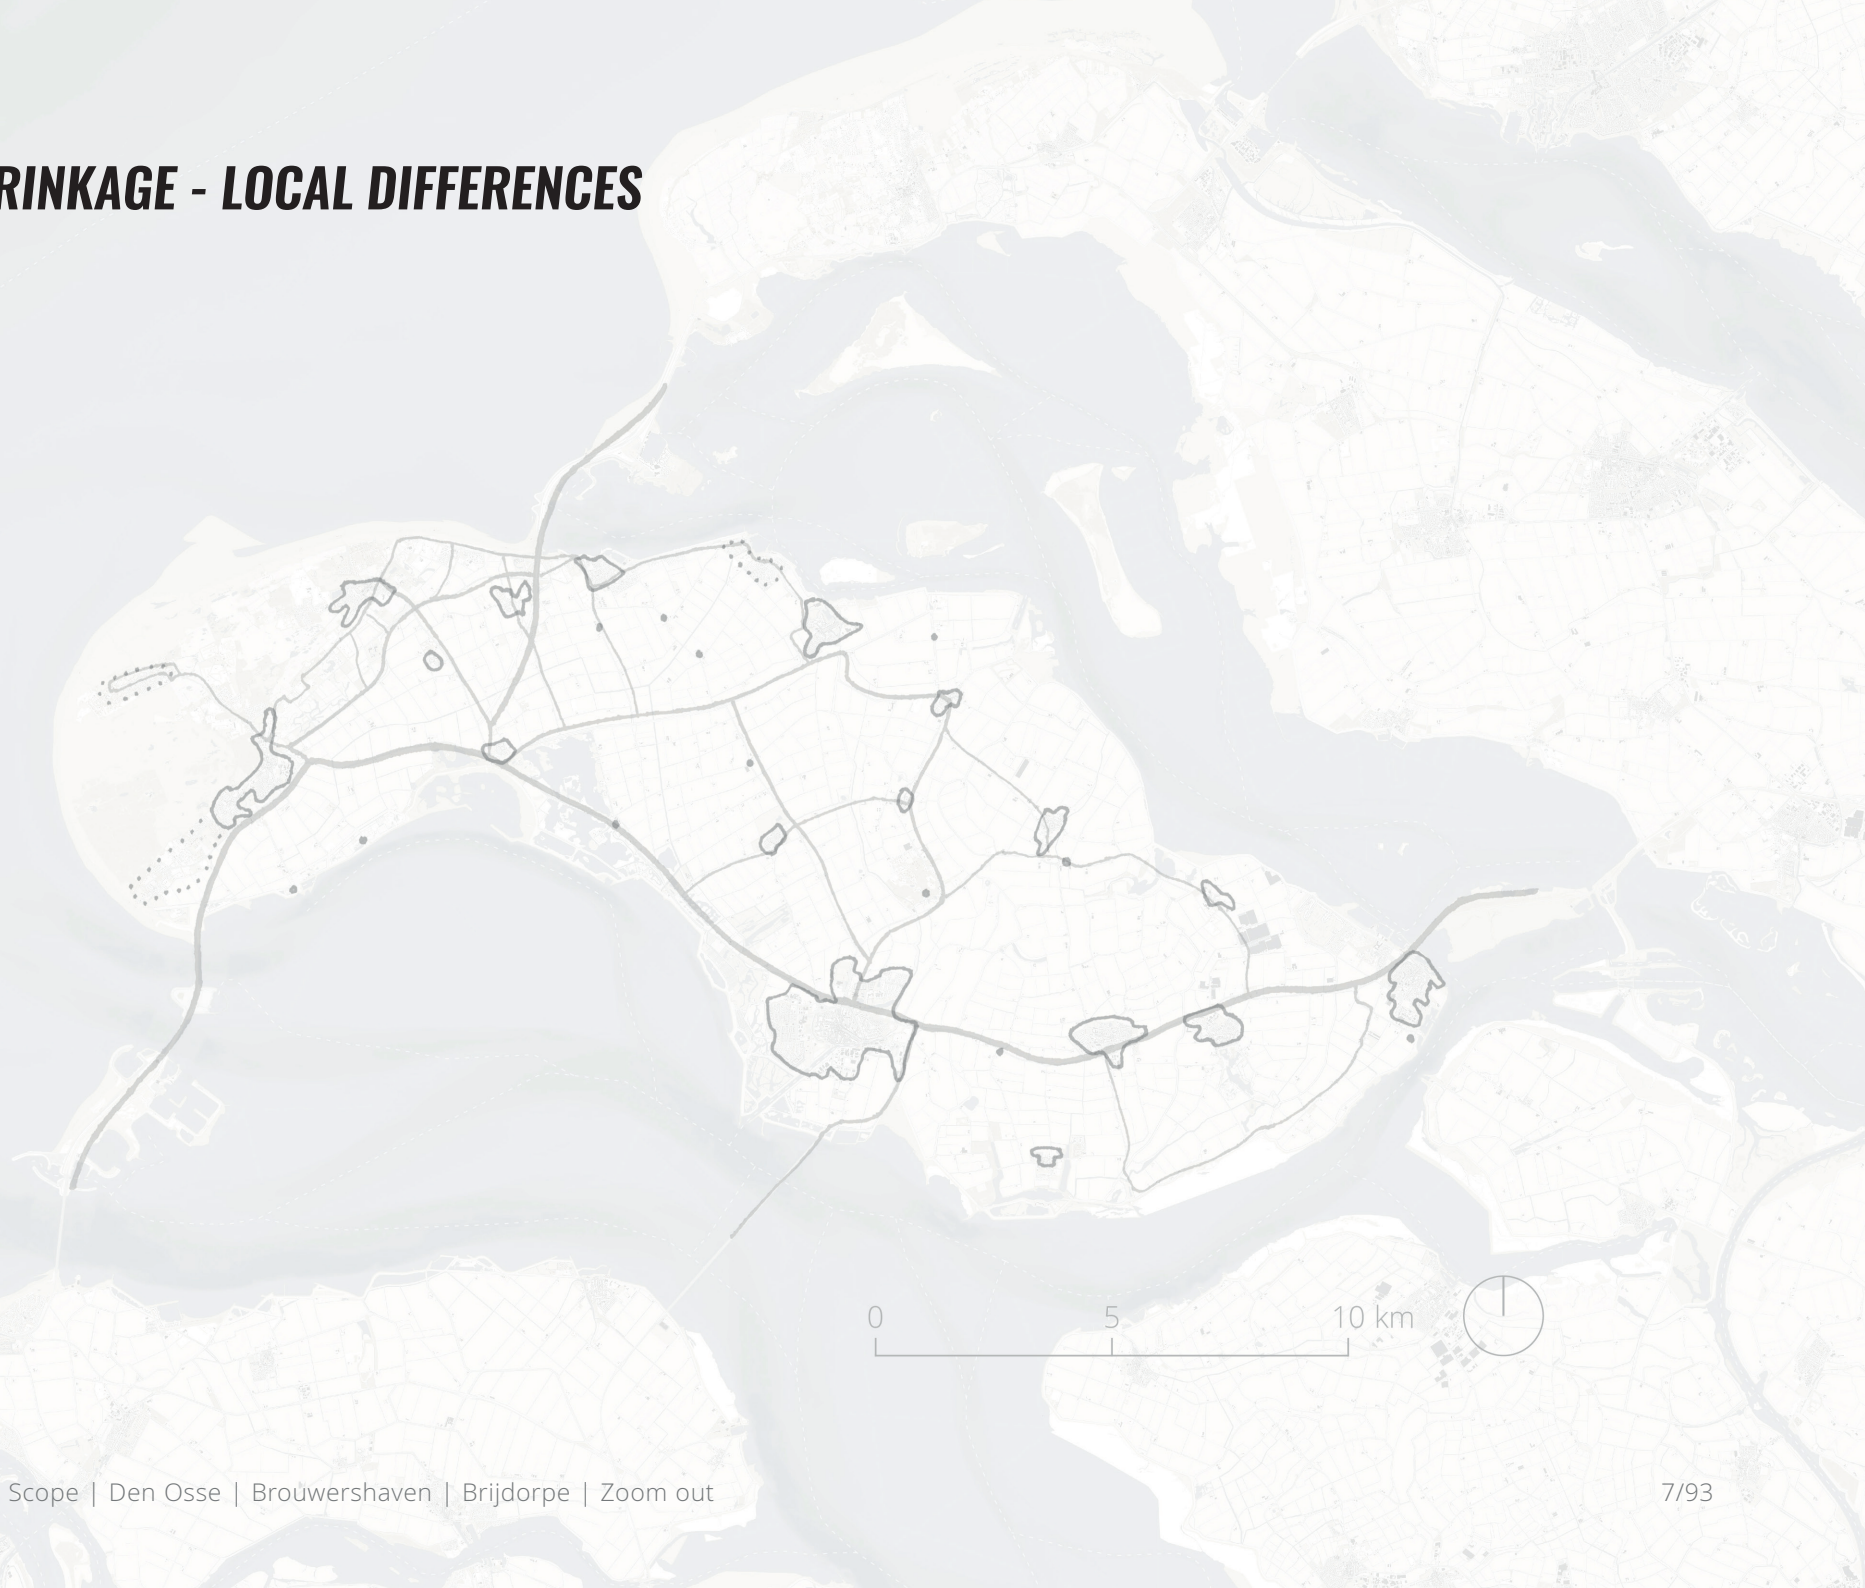 RINKAGE - LOCAL DIFFERENCES
0 5 10 km
Scope | Den Osse | Brouwershaven | Brijdorpe | Zoom out 7/93